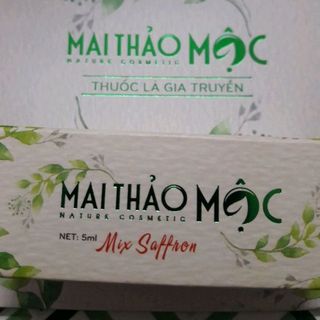 MAI THẢO MỘC
NATURE COSMETIC
THUỐC LÁ GIA TRUYỀN
MAI THẢO MỘC
NATURE COSMETIC
NET: 5ml
Mix Saffron